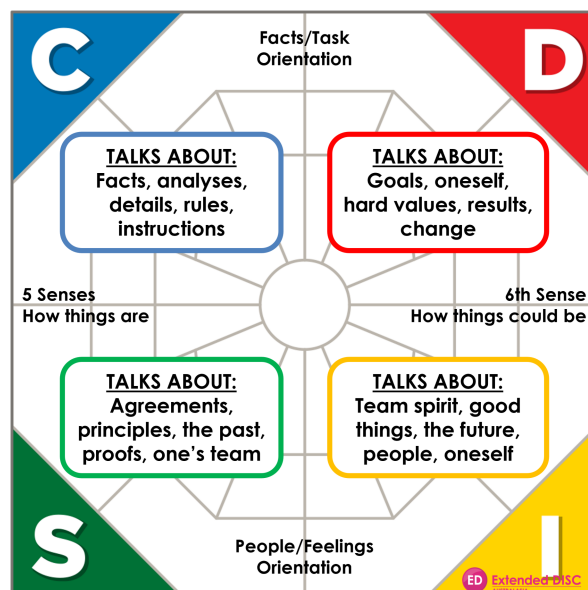 C
Facts/Task
Orientation
D
TALKS ABOUT:
Facts, analyses,
details, rules,
instructions
TALKS ABOUT:
Goals, oneself,
hard values, results,
change
5 Senses
How things are
6th Sense
How things could be
TALKS ABOUT:
Agreements,
principles, the past,
proofs, one's team
TALKS ABOUT:
Team spirit, good
things, the future,
people, oneself
S
People/Feelings
Orientation
I
ED Extended DISC